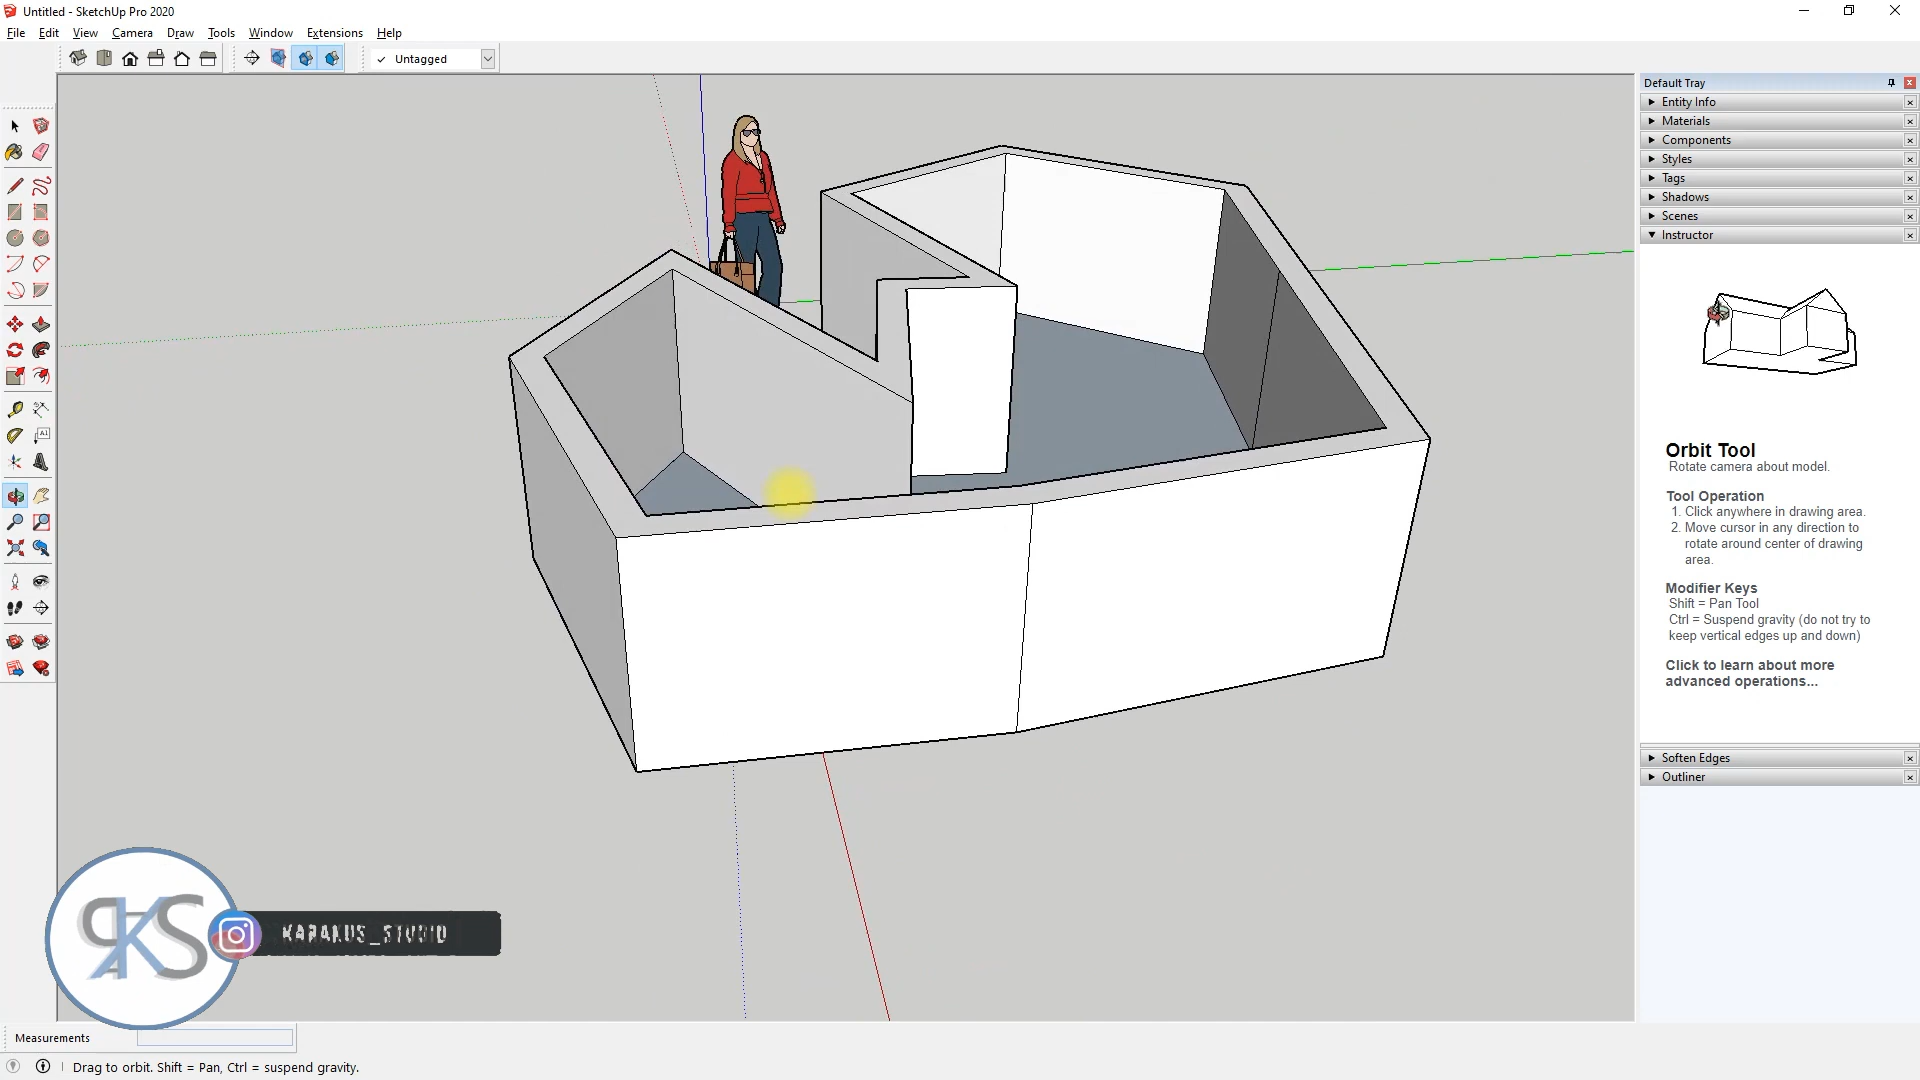 Untitled - SketchUp Pro 2020
File Edit View Camera Draw Tools Window Extensions Help
✓ Untagged
Default Tray
Entity Info
Materials
Components
Styles
Tags
Shadows
Scenes
Instructor
Orbit Tool
Rotate camera about model.
Tool Operation
1. Click anywhere in drawing area.
2. Move cursor in any direction to
rotate around center of drawing
area.
Modifier Keys
Shift = Pan Tool
Ctrl = Suspend gravity (do not try to
keep vertical edges up and down)
Click to learn about more
advanced operations...
Soften Edges
Outliner
A1
PKS
KARANUS_STUDIO
Measurements
Drag to orbit. Shift = Pan, Ctrl = suspend gravity.